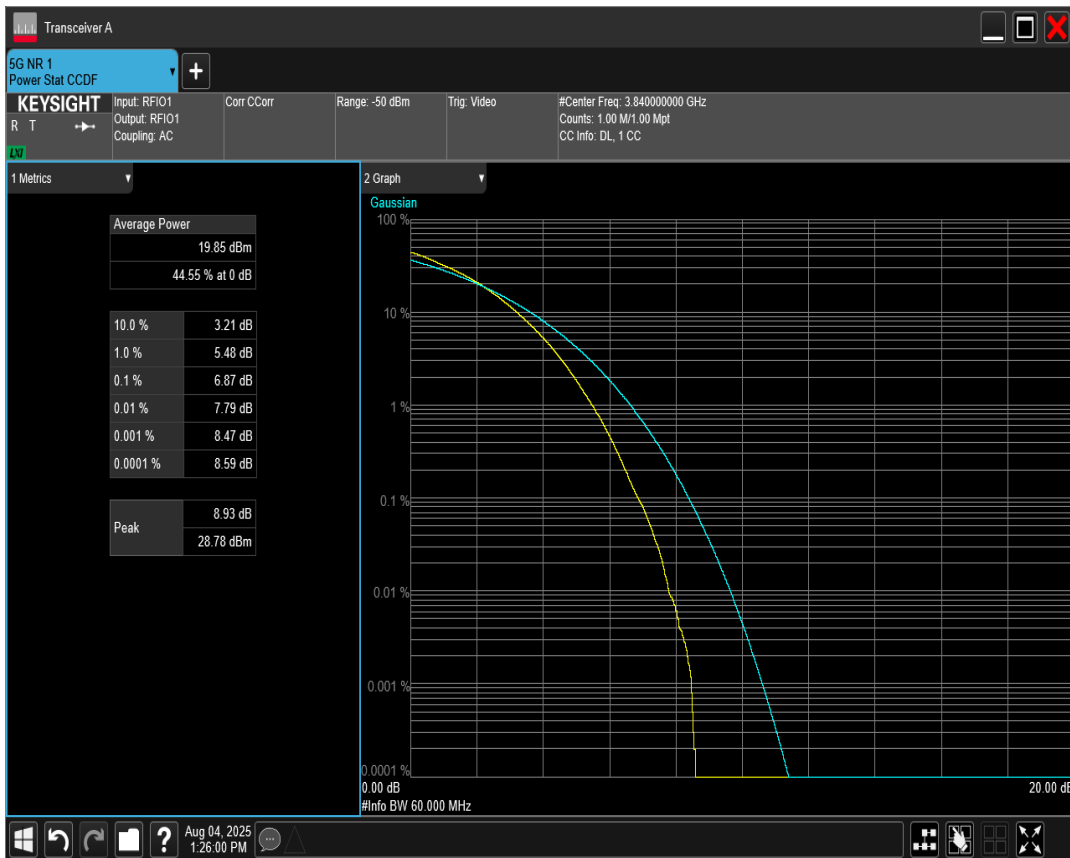 Transceiver A
5G NR 1
Power Stat CCDF
+
KEYSIGHT
R T
LXI
Input: RFIO1
Output: RFIO1
Coupling: AC
Corr CCorr
Range: -50 dBm
Trig: Video
#Center Freq: 3.840000000 GHz
Counts: 1.00 M/1.00 Mpt
CC Info: DL, 1 CC
1 Metrics
Average Power
19.85 dBm
44.55 % at 0 dB
10.0 % 3.21 dB
1.0 % 5.48 dB
0.1 % 6.87 dB
0.01 % 7.79 dB
0.001 % 8.47 dB
0.0001 % 8.59 dB
Peak
8.93 dB
28.78 dBm
2 Graph
Gaussian
100 %
10 %
1 %
0.1 %
0.01 %
0.001 %
0.0001 %
0.00 dB 20.00 dB
#Info BW 60.000 MHz
?
Aug 04, 2025
1:26:00 PM